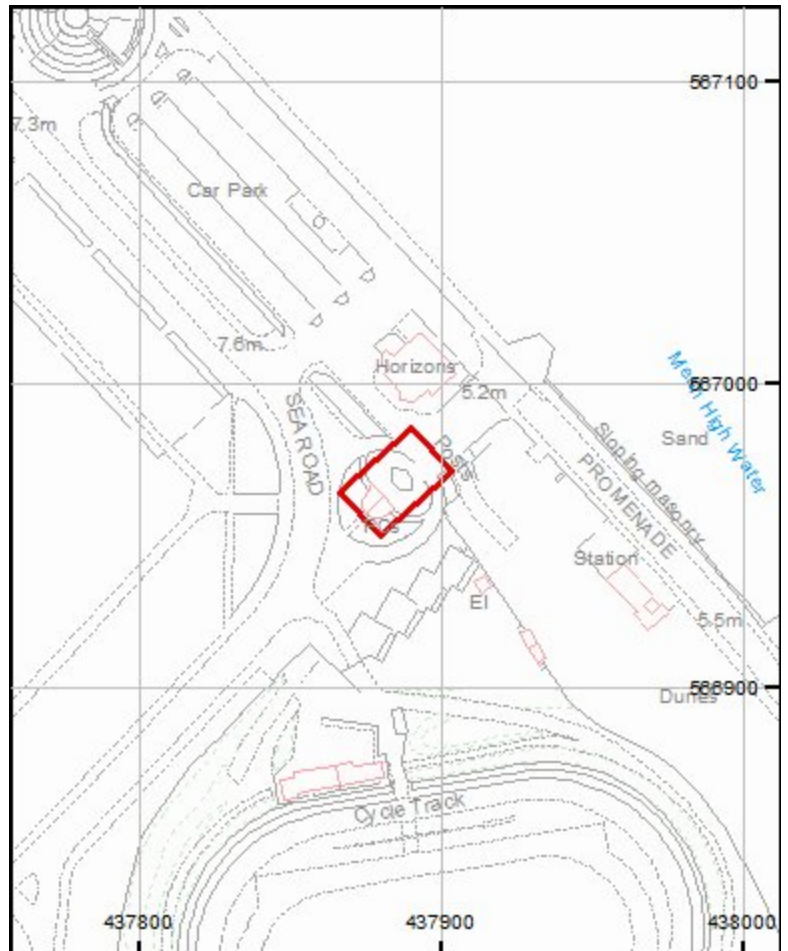 567100
7.3m
Car Park
7.6m
Horizons
567000
5.2m
Mean High Water
SEA ROAD
Posts
Sand
Sloping masonry
PROMENADE
PCs
Station
El
5.5m
566900
Dunes
Cycle Track
437800
437900
438000